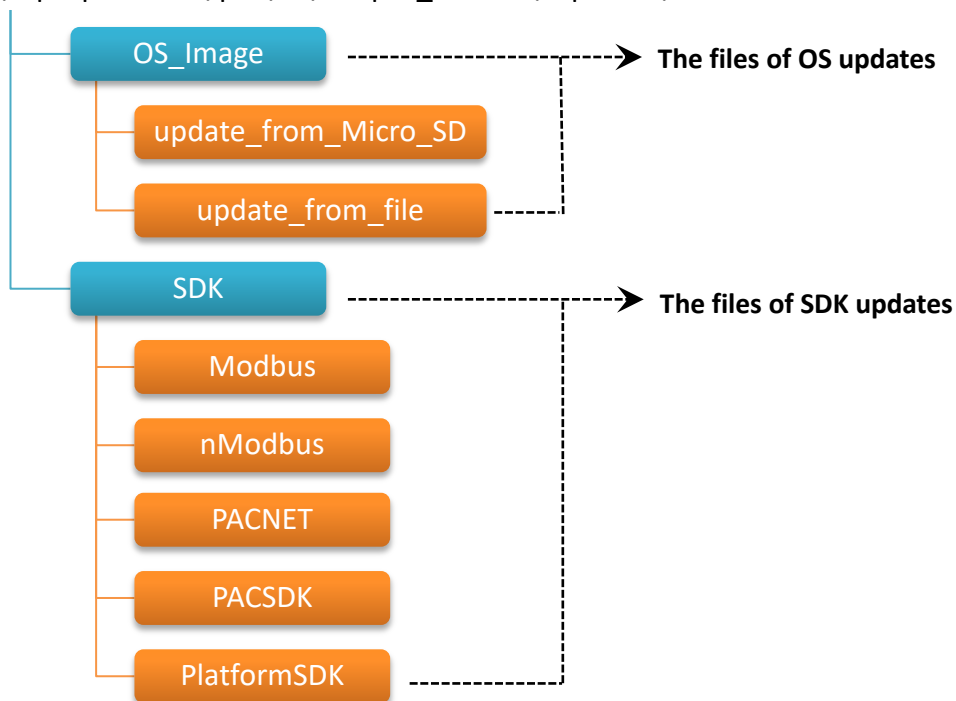 OS_Image
The files of OS updates
update_from_Micro_SD
update_from_file
SDK
The files of SDK updates
Modbus
nModbus
PACNET
PACSDK
PlatformSDK